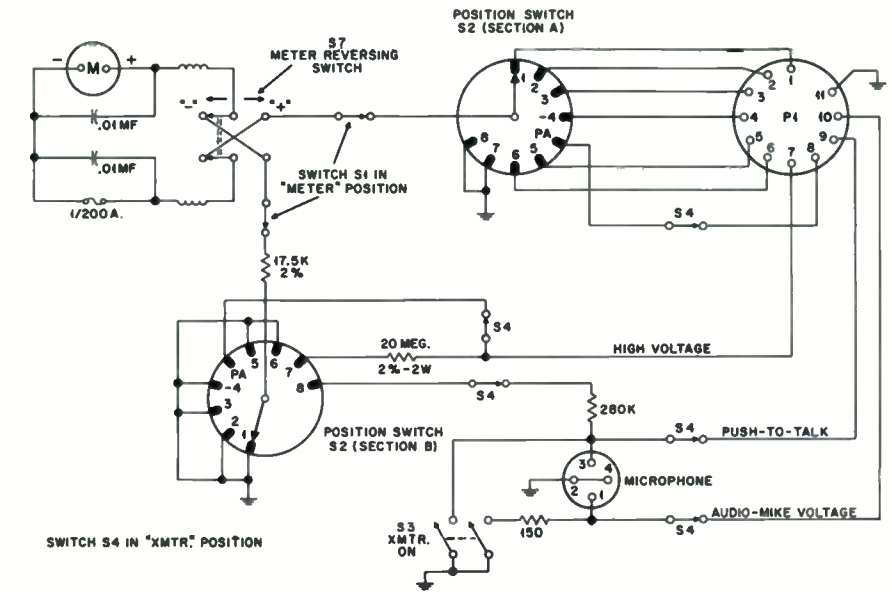 POSITION SWITCH
S2 (SECTION A)
S7
METER REVERSING
SWITCH
- M +
"-" "+"
.01MF
.01MF
1/200A.
SWITCH S1 IN
"METER" POSITION
1
2
3
-4
PA
5
6
7
8
S4
P1
1
2
3
4
5
6
7
8
9
10
11
17.5K
2%
S4
20 MEG.
2%-2W
HIGH VOLTAGE
PA
5
6
7
8
-4
3
2
1
S4
280K
POSITION SWITCH
S2 (SECTION B)
S4
PUSH-TO-TALK
3 4
2
1
MICROPHONE
S3
XMTR.
ON
150
S4
AUDIO-MIKE VOLTAGE
SWITCH S4 IN "XMTR." POSITION